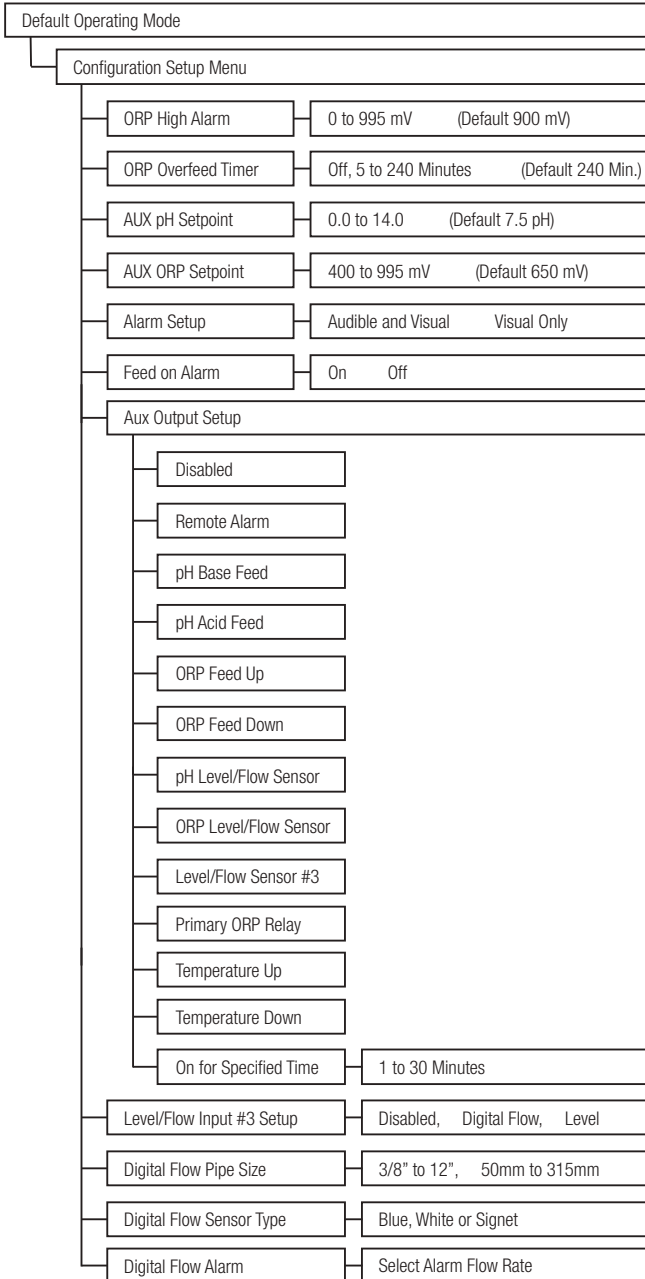 Default Operating Mode
Configuration Setup Menu
ORP High Alarm 0 to 995 mV (Default 900 mV)
ORP Overfeed Timer Off, 5 to 240 Minutes (Default 240 Min.)
AUX pH Setpoint 0.0 to 14.0 (Default 7.5 pH)
AUX ORP Setpoint 400 to 995 mV (Default 650 mV)
Alarm Setup Audible and Visual Visual Only
Feed on Alarm On Off
Aux Output Setup
Disabled
Remote Alarm
pH Base Feed
pH Acid Feed
ORP Feed Up
ORP Feed Down
pH Level/Flow Sensor
ORP Level/Flow Sensor
Level/Flow Sensor #3
Primary ORP Relay
Temperature Up
Temperature Down
On for Specified Time 1 to 30 Minutes
Level/Flow Input #3 Setup Disabled, Digital Flow, Level
Digital Flow Pipe Size 3/8” to 12”, 50mm to 315mm
Digital Flow Sensor Type Blue, White or Signet
Digital Flow Alarm Select Alarm Flow Rate